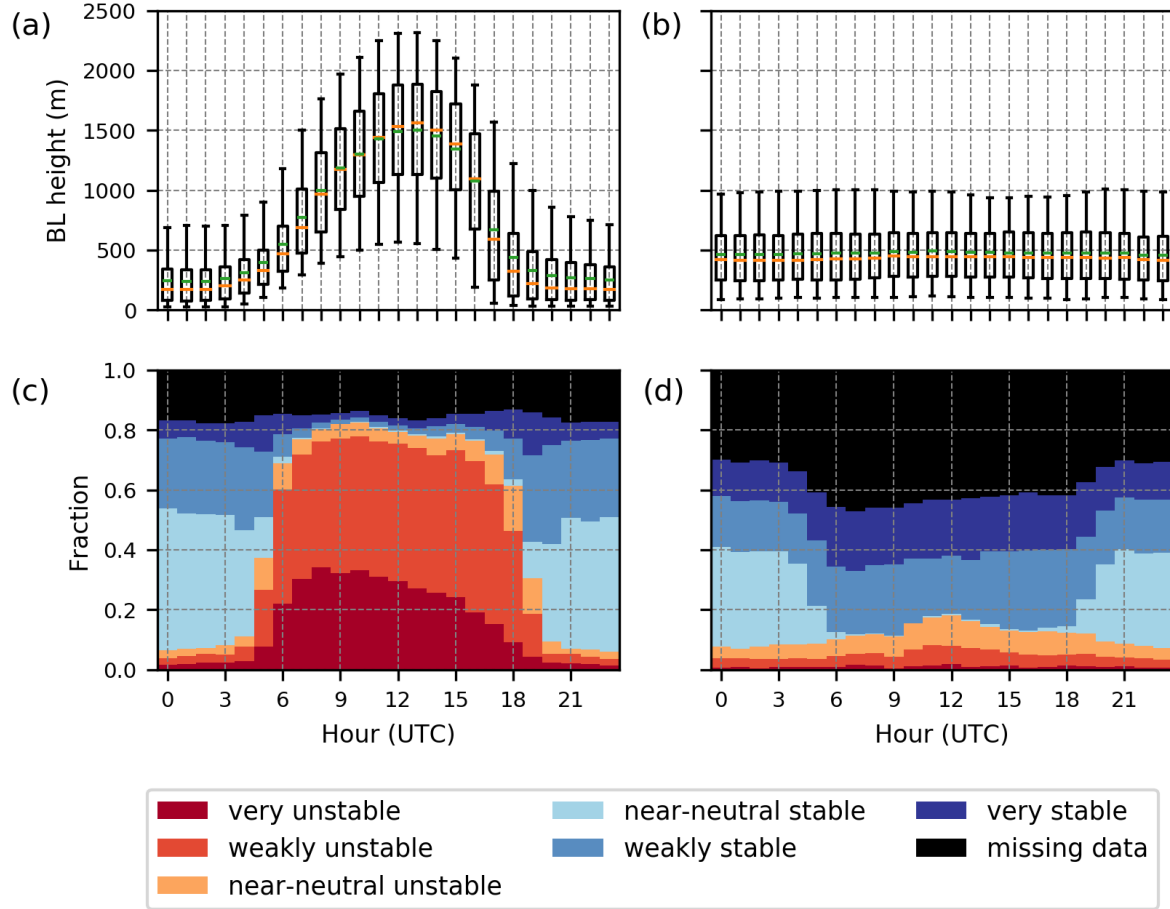 (a)
(b)
2500
2000
1500
1000
500
0
BL height (m)
(c)
(d)
1.0
0.8
0.6
0.4
0.2
0.0
Fraction
0 3 6 9 12 15 18 21
0 3 6 9 12 15 18 21
Hour (UTC)
Hour (UTC)
very unstable
weakly unstable
near-neutral unstable
near-neutral stable
weakly stable
very stable
missing data